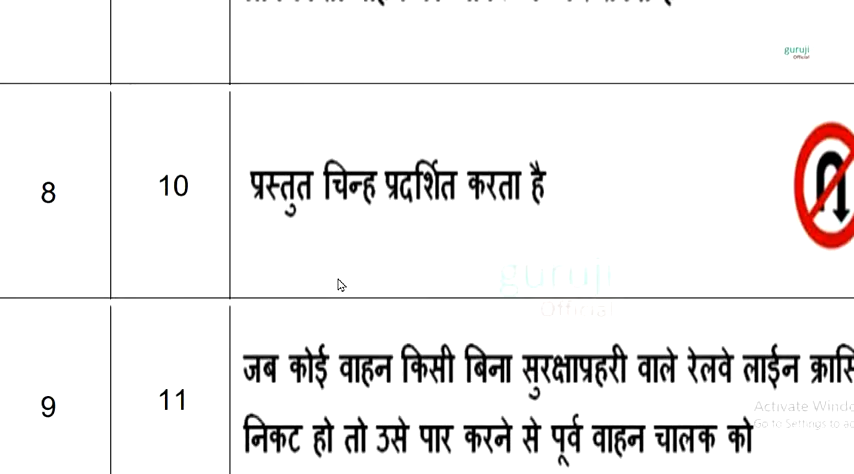 guruji
Official
8
10
प्रस्तुत चिन्ह प्रदर्शित करता है
guruji
Official
9
11
जब कोई वाहन किसी बिना सुरक्षाप्रहरी वाले रेलवे लाईन
निकट हो तो उसे पार करने से पूर्व वाहन चालक को
Activate
Go to Settings to